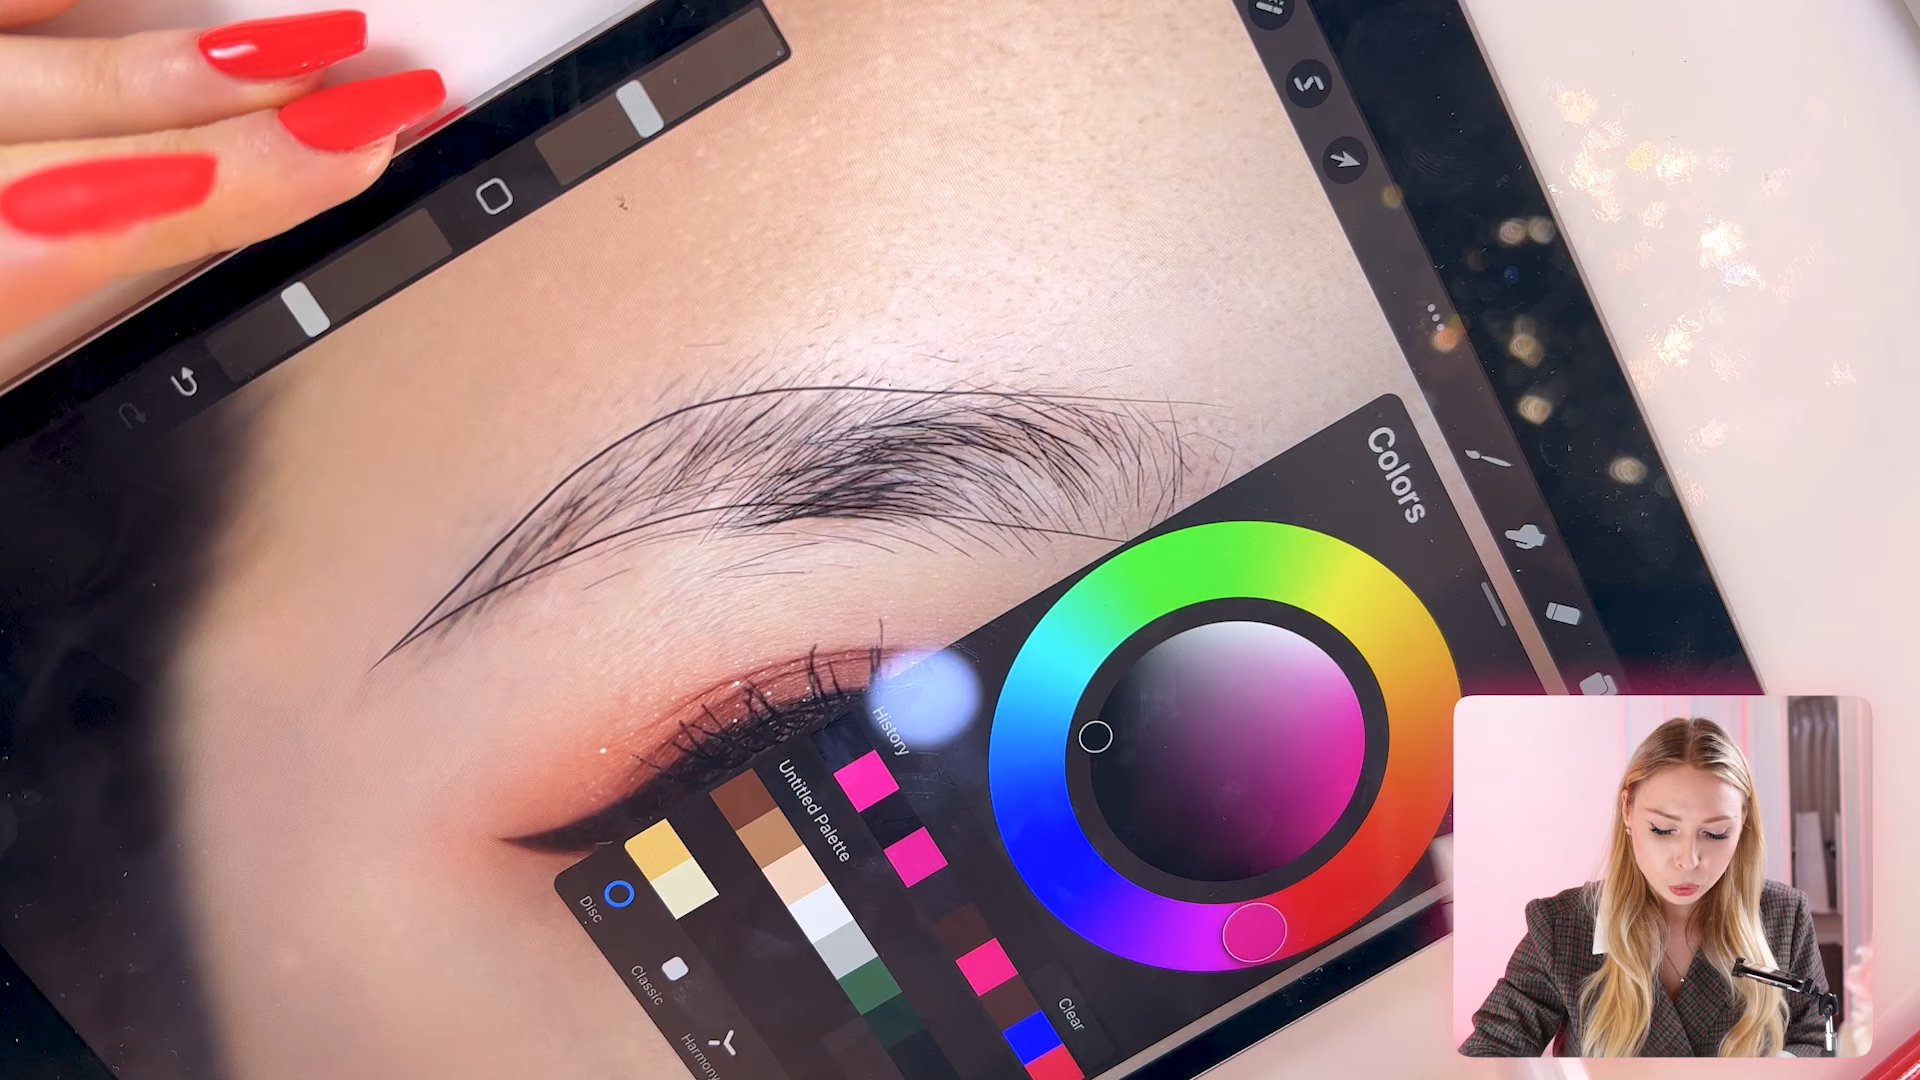 Colors
History
Clear
Untitled Palette
Disc
Classic
Harmony